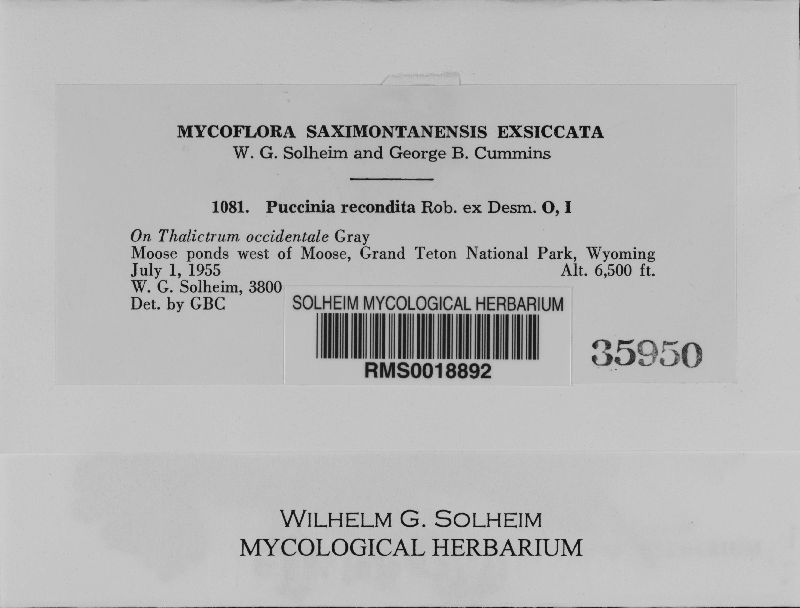 MYCOFLORA SAXIMONTANENSIS EXSICCATA
W. G. Solheim and George B. Cummins
1081. Puccinia recondita Rob. ex Desm. O, I
On Thalictrum occidentale Gray
Moose ponds west of Moose, Grand Teton National Park, Wyoming
July 1, 1955 Alt. 6,500 ft.
W. G. Solheim, 3800
Det. by GBC
SOLHEIM MYCOLOGICAL HERBARIUM
RMS0018892
35950
WILHELM G. SOLHEIM
MYCOLOGICAL HERBARIUM